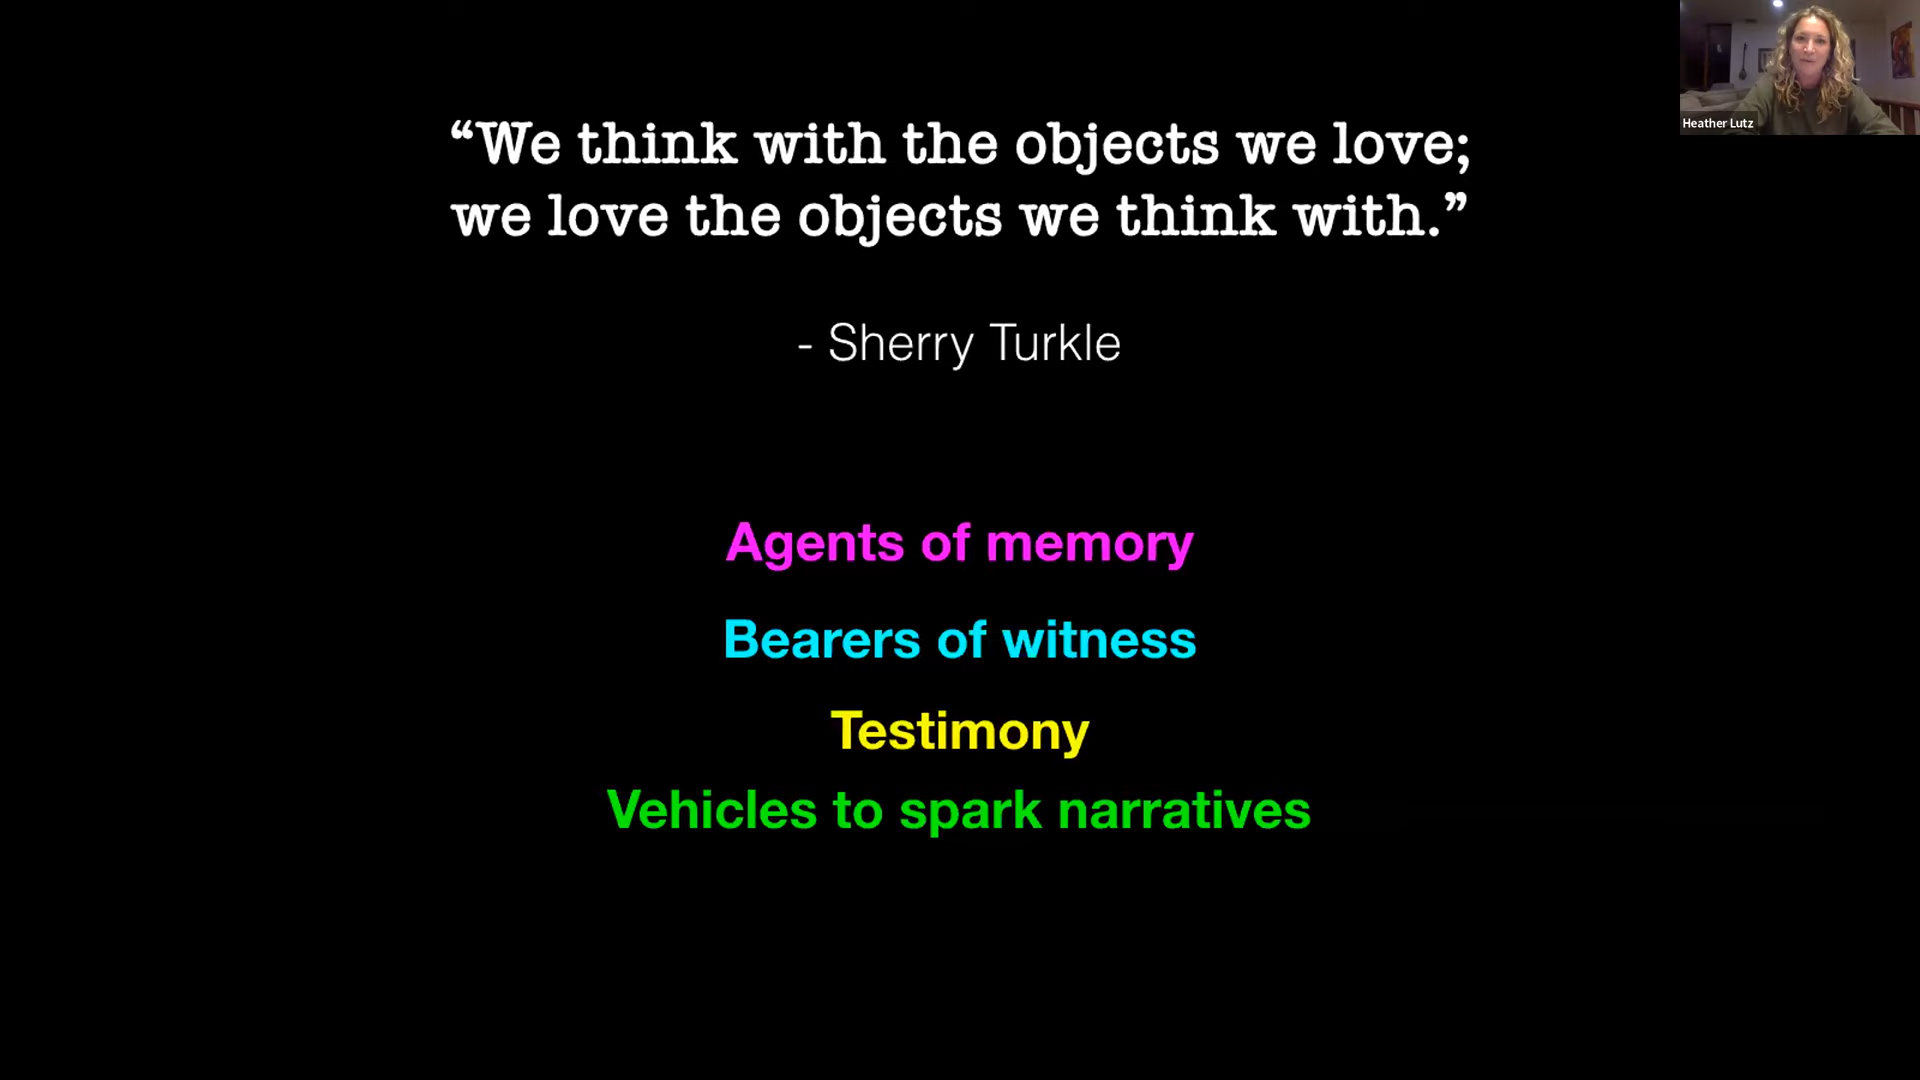 “We think with the objects we love;
we love the objects we think with.”
- Sherry Turkle
Agents of memory
Bearers of witness
Testimony
Vehicles to spark narratives
Heather Lutz